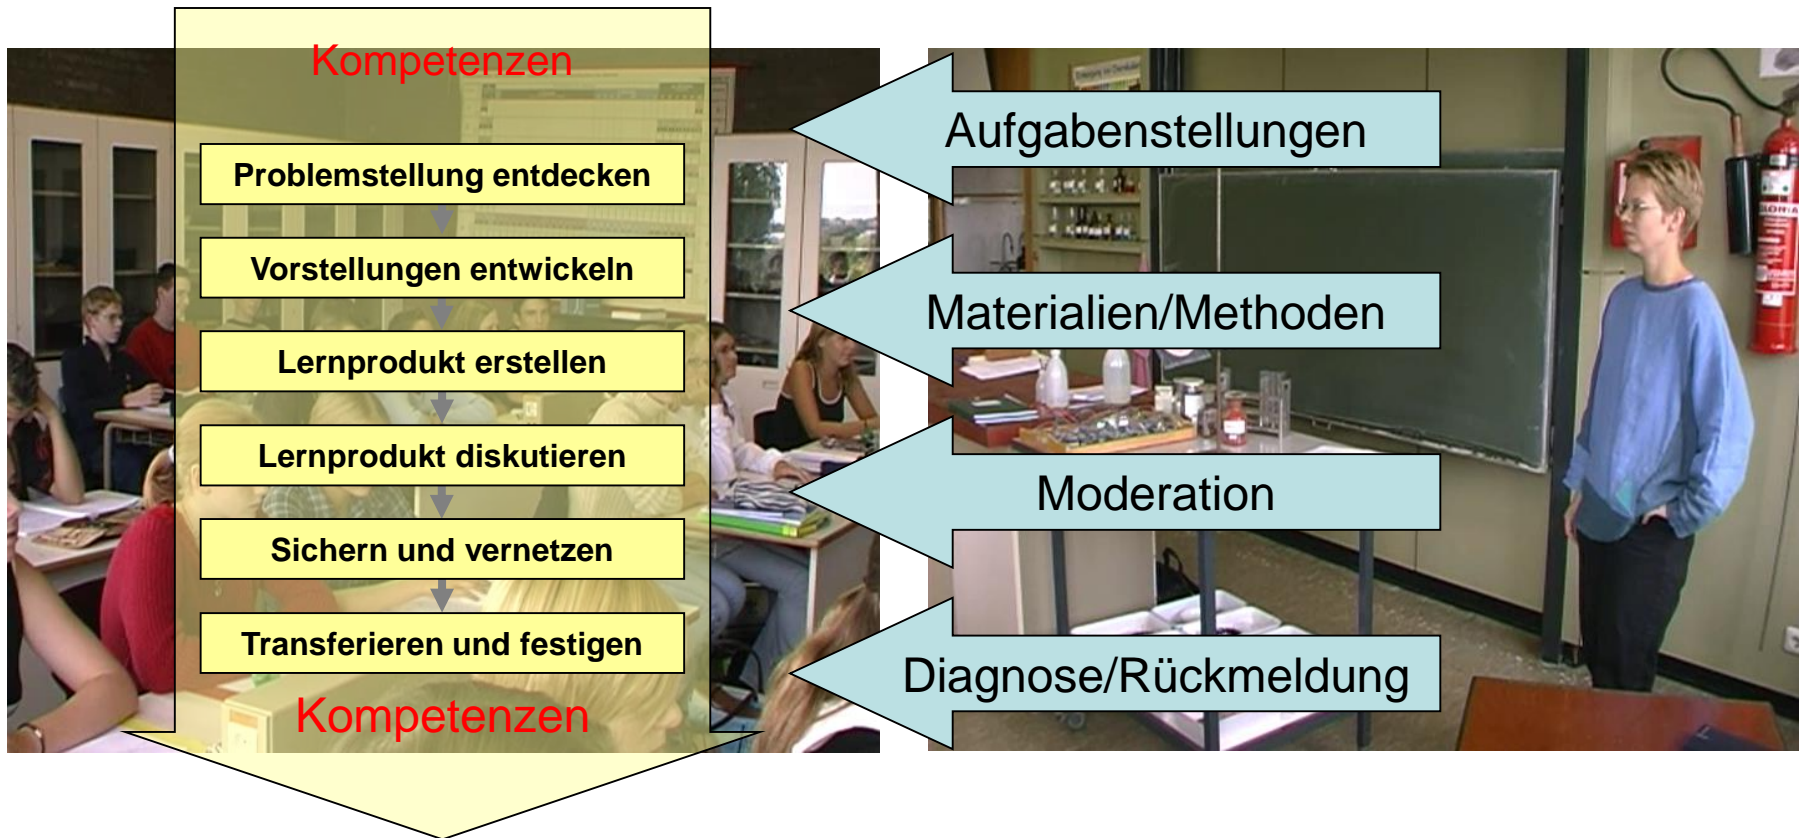 Kompetenzen
Problemstellung entdecken
Vorstellungen entwickeln
Lernprodukt erstellen
Lernprodukt diskutieren
Sichern und vernetzen
Transferieren und festigen
Kompetenzen
Aufgabenstellungen
Materialien/Methoden
Moderation
Diagnose/Rückmeldung
GLORIA